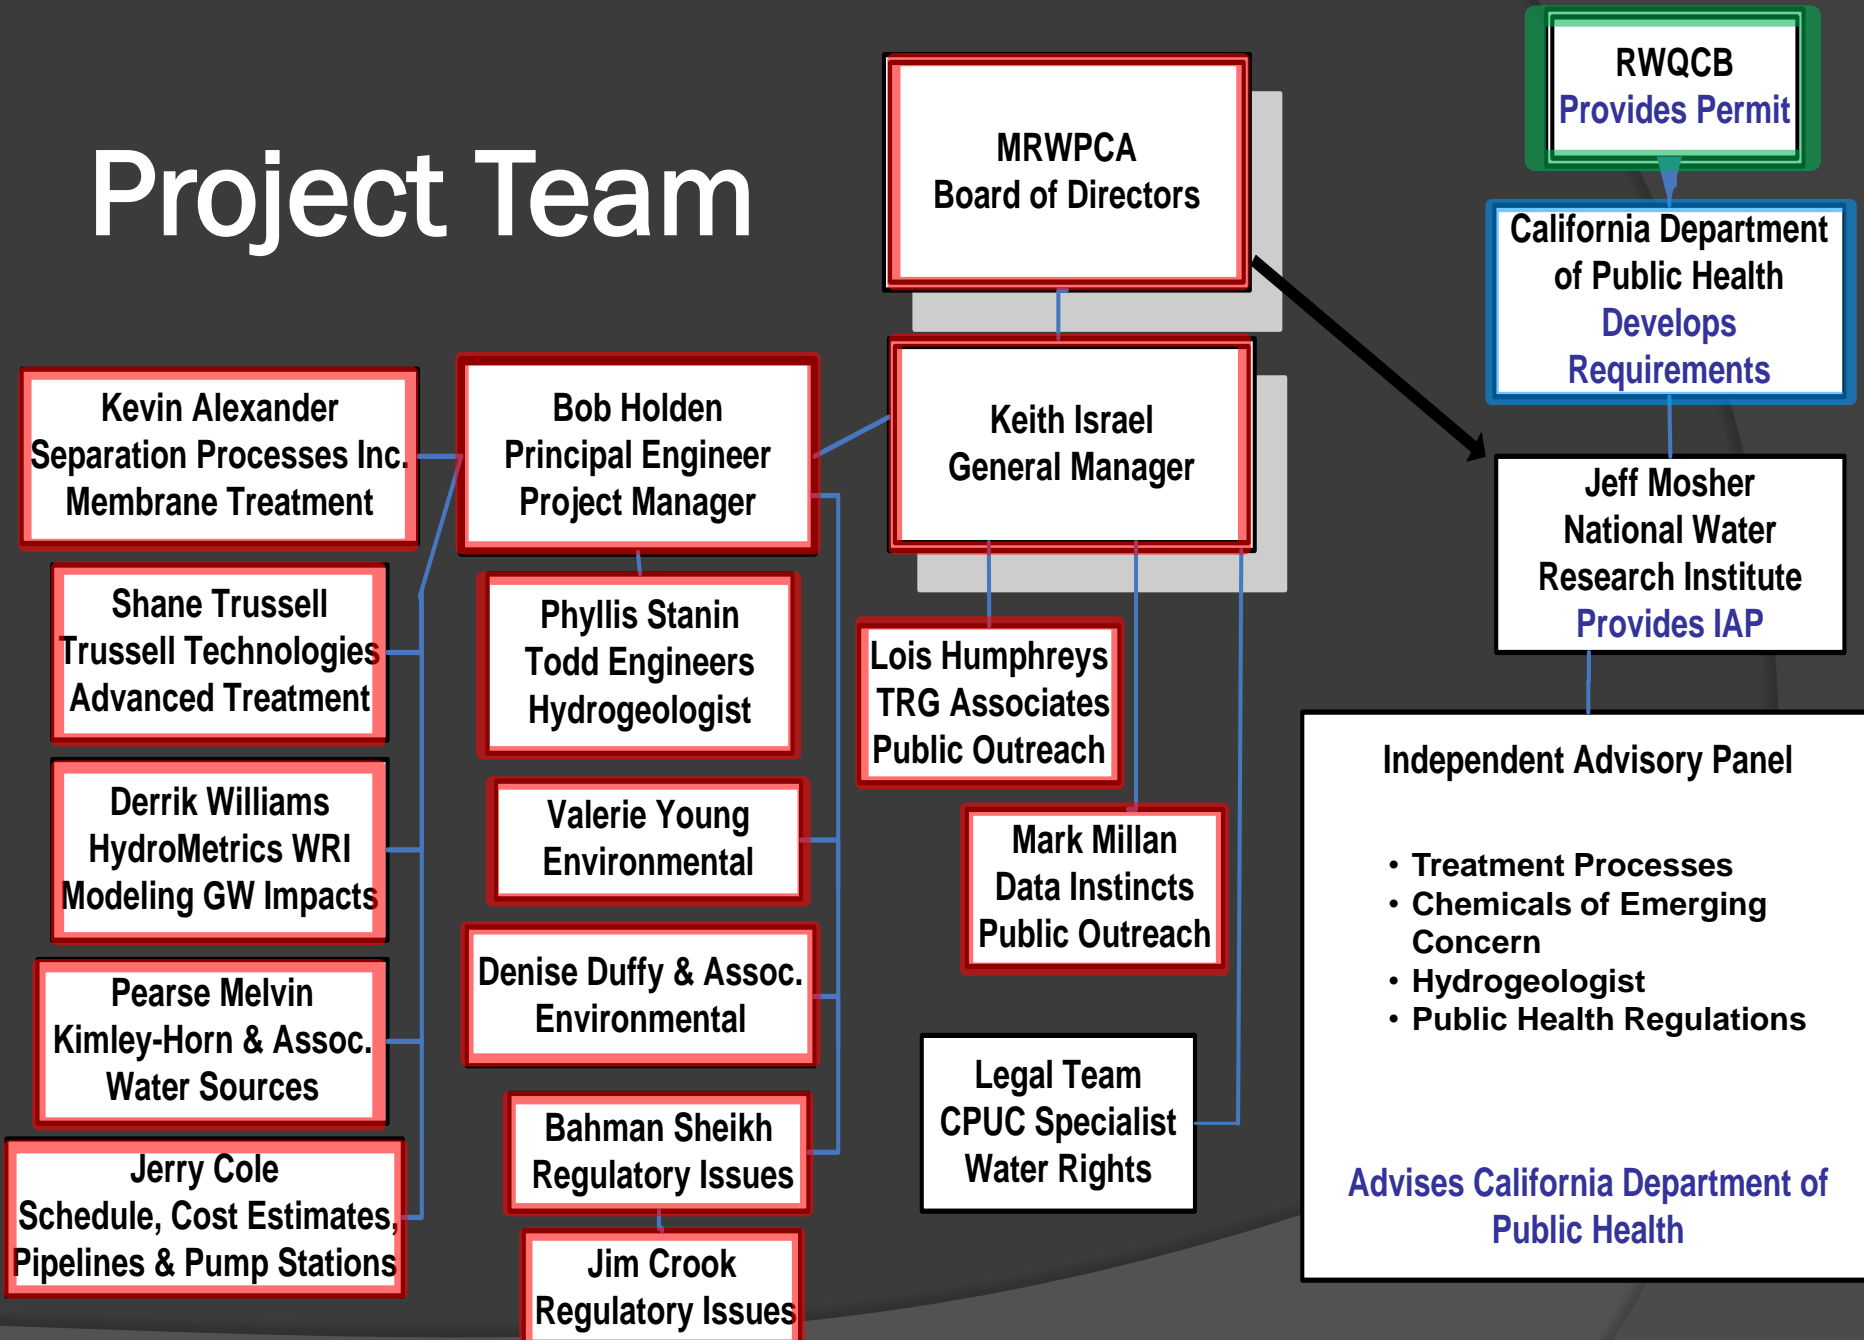 Project Team
MRWPCA
Board of Directors
RWQCB
Provides Permit
California Department
of Public Health
Develops
Requirements
Keith Israel
General Manager
Bob Holden
Principal Engineer
Project Manager
Kevin Alexander
Separation Processes Inc.
Membrane Treatment
Shane Trussell
Trussell Technologies
Advanced Treatment
Derrik Williams
HydroMetrics WRI
Modeling GW Impacts
Pearse Melvin
Kimley-Horn & Assoc.
Water Sources
Jerry Cole
Schedule, Cost Estimates,
Pipelines & Pump Stations
Phyllis Stanin
Todd Engineers
Hydrogeologist
Valerie Young
Environmental
Denise Duffy & Assoc.
Environmental
Bahman Sheikh
Regulatory Issues
Jim Crook
Regulatory Issues
Lois Humphreys
TRG Associates
Public Outreach
Mark Millan
Data Instincts
Public Outreach
Legal Team
CPUC Specialist
Water Rights
Jeff Mosher
National Water
Research Institute
Provides IAP
Independent Advisory Panel
• Treatment Processes
• Chemicals of Emerging
Concern
• Hydrogeologist
• Public Health Regulations
Advises California Department of
Public Health